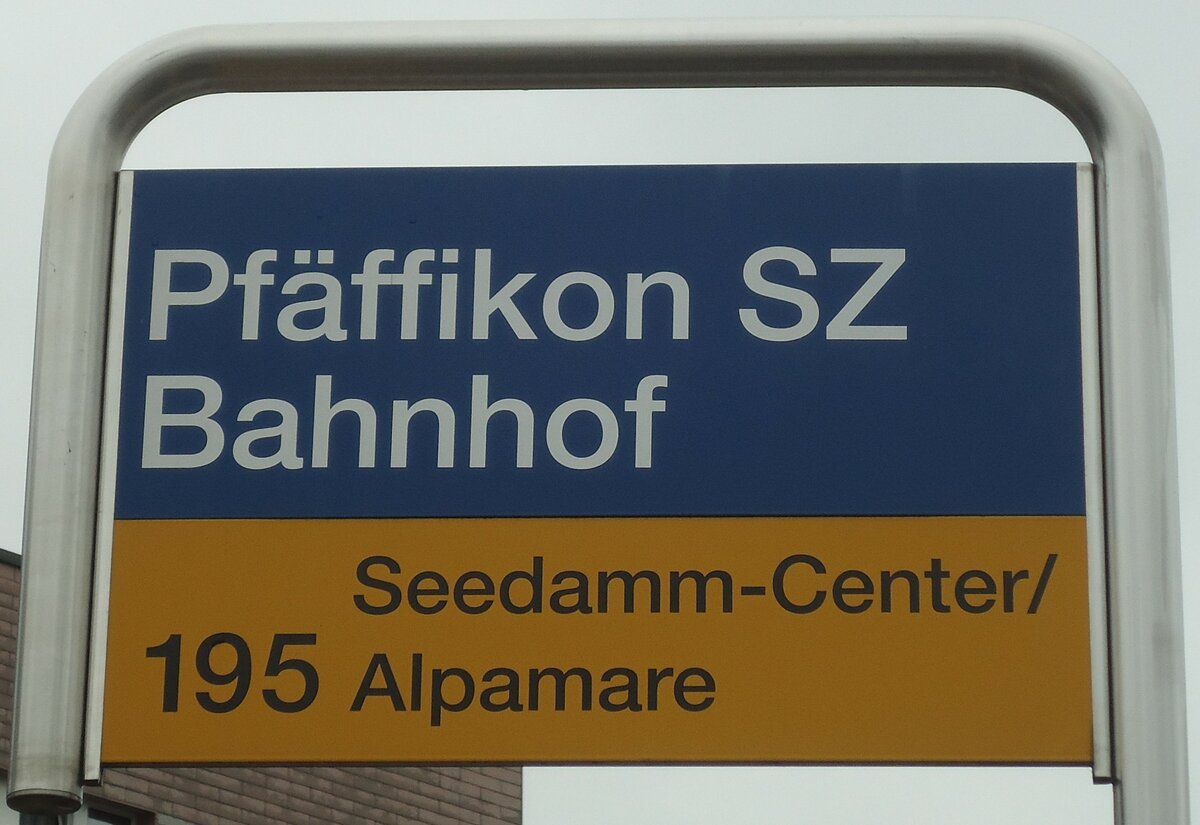 Pfäffikon SZ
Bahnhof
Seedamm-Center/
195 Alpamare